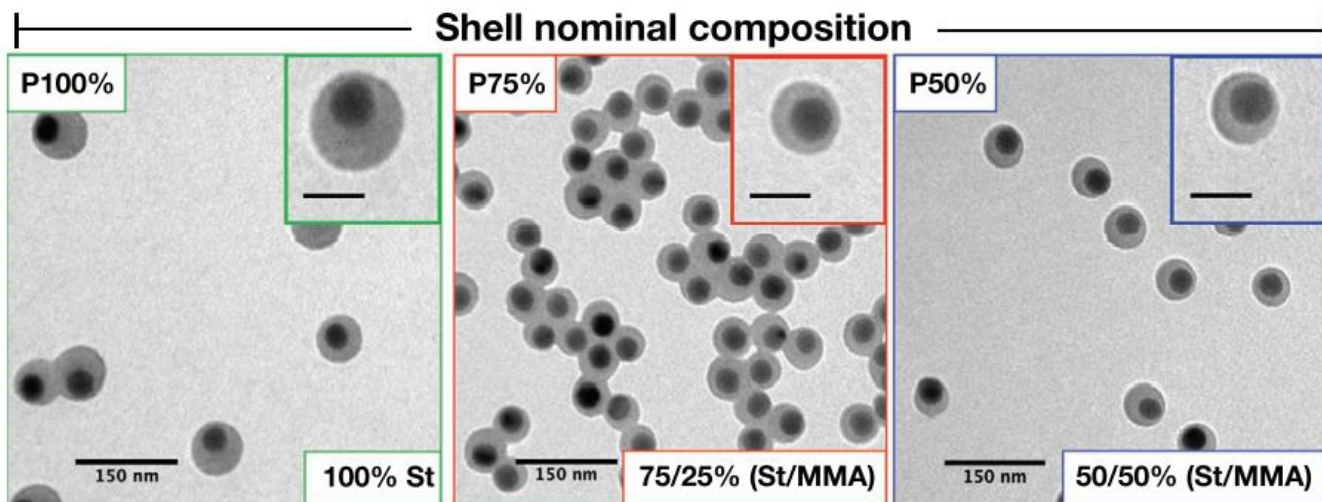 Shell nominal composition
P100%
P75%
P50%
150 nm
100% St
150 nm
75/25% (St/MMA)
150 nm
50/50% (St/MMA)